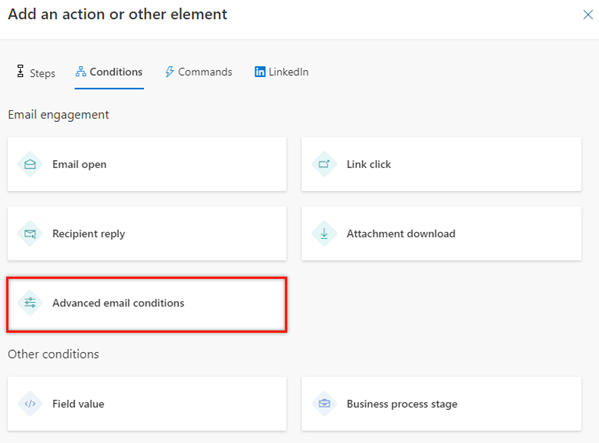 Add an action or other element
Steps Conditions Commands LinkedIn
Email engagement
Email open Link click
Recipient reply Attachment download
Advanced email conditions
Other conditions
Field value Business process stage